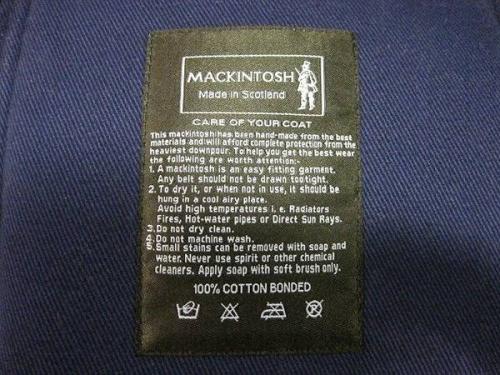 MACKINTOSH
Made in Scotland
CARE OF YOUR COAT
This mackintosh has been hand-made from the best
materials and will afford complete protection from the
heaviest downpour. To help you get the best wear
the following are worth attention:-
1. A mackintosh is an easy fitting garment.
Any belt should not be drawn too tight.
2. To dry it, or when not in use, it should be
hung in a cool airy place.
Avoid high temperatures i. e. Radiators
Fires, Hot-water pipes or Direct Sun Rays.
3. Do not dry clean.
4. Do not machine wash.
5. Small stains can be removed with soap and
water. Never use spirit or other chemical
cleaners. Apply soap with soft brush only.
100% COTTON BONDED